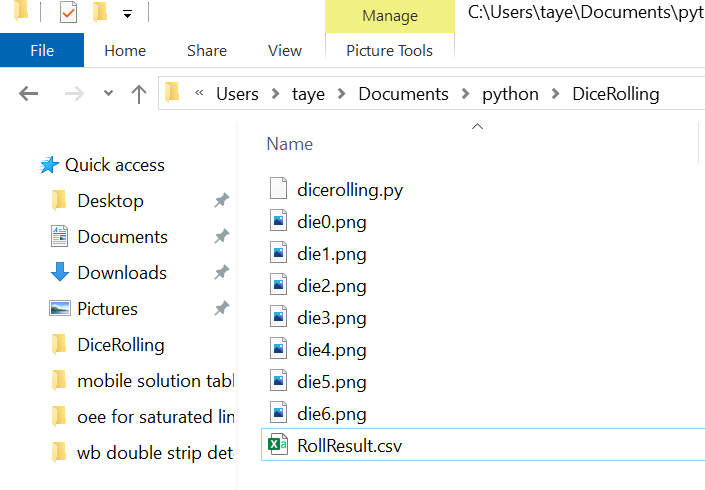 Manage
C:\Users\taye\Documents\pyt
File
Home
Share
View
Picture Tools
« Users > taye > Documents > python > DiceRolling
Quick access
Desktop
Documents
Downloads
Pictures
DiceRolling
mobile solution tabl
oee for saturated lin
wb double strip det
Name
dicerolling.py
die0.png
die1.png
die2.png
die3.png
die4.png
die5.png
die6.png
RollResult.csv